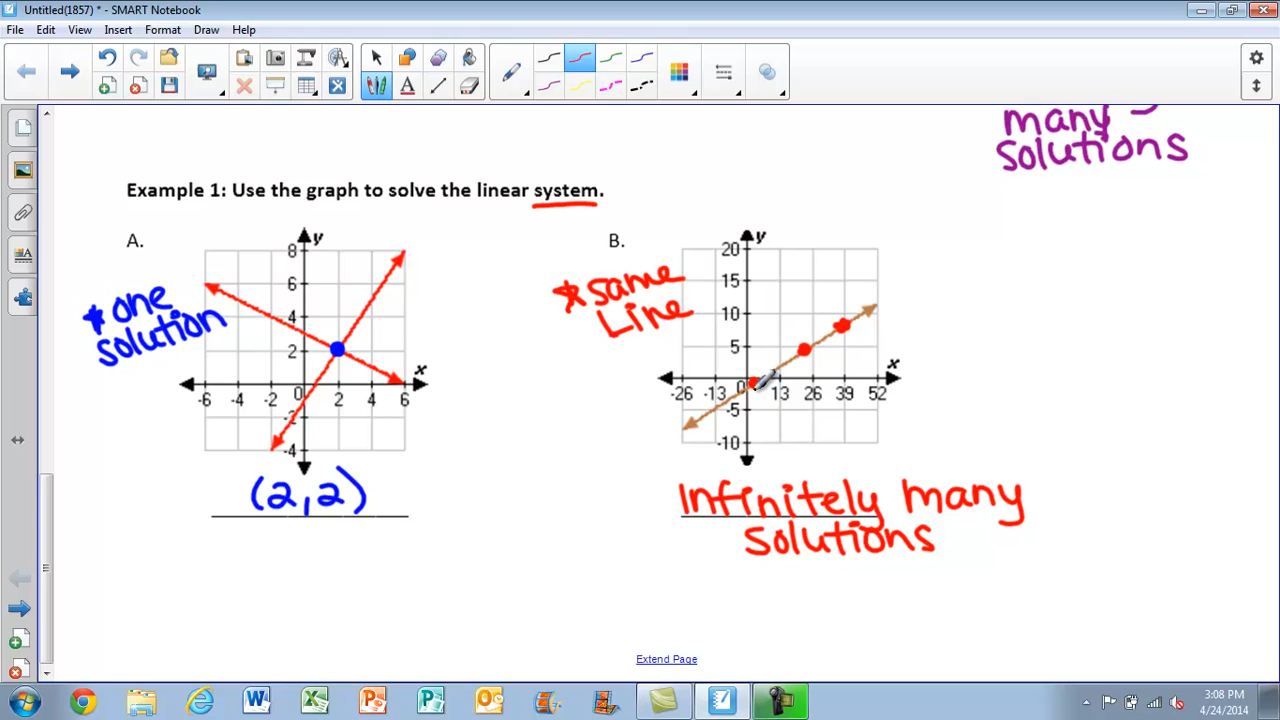 Untitled(1857) * - SMART Notebook
File Edit View Insert Format Draw Help
many
solutions
Example 1: Use the graph to solve the linear system.
A.
y
8
6
4
2
0
-2
-4
-6 -4 -2 2 4 6
x
*one
solution
(2,2)
B.
y
20
15
10
5
0
-5
-10
-26 -13 13 26 39 52
x
*same
Line
Infinitely many
solutions
Extend Page
3:08 PM
4/24/2014